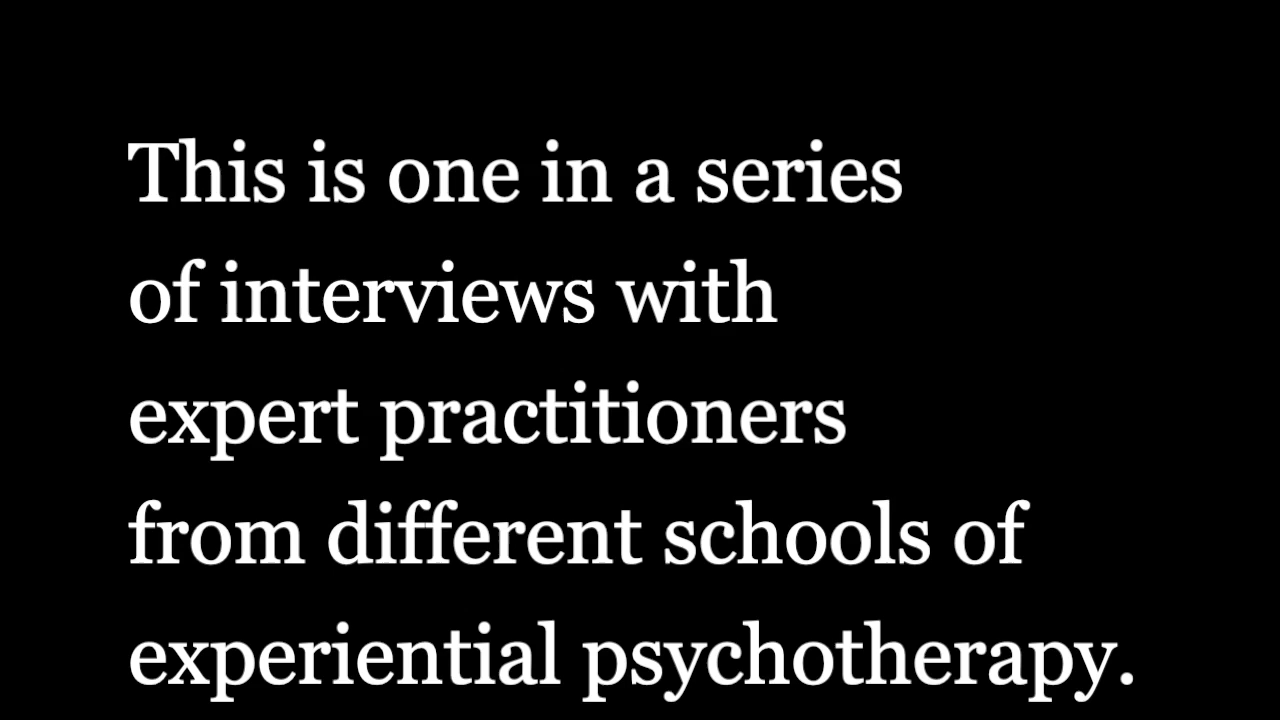 This is one in a series
of interviews with
expert practitioners
from different schools of
experiential psychotherapy.